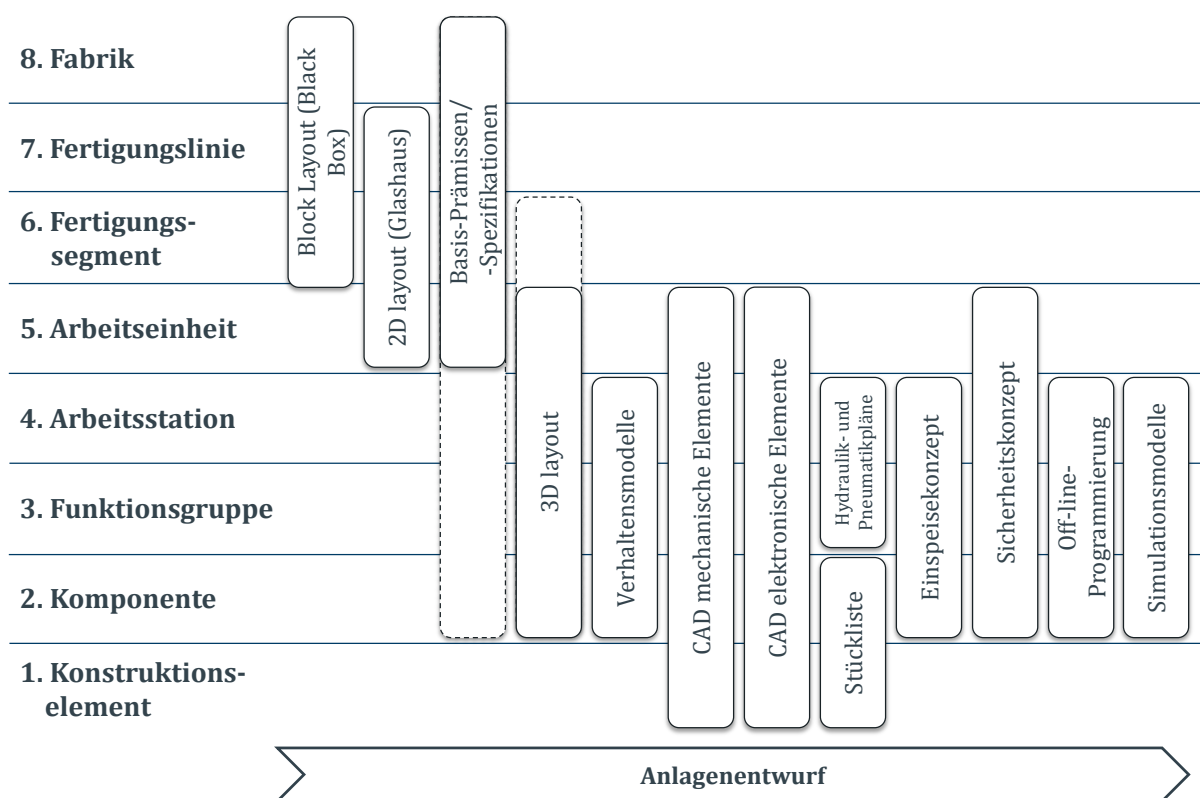 8. Fabrik
7. Fertigungslinie
6. Fertigungs-
segment
5. Arbeitseinheit
4. Arbeitsstation
3. Funktionsgruppe
2. Komponente
1. Konstruktions-
element
Block Layout (Black
Box)
2D layout (Glashaus)
Basis-Prämissen/
-Spezifikationen
3D layout
Verhaltensmodelle
CAD mechanische Elemente
CAD elektronische Elemente
Hydraulik- und
Pneumatikpläne
Stückliste
Einspeisekonzept
Sicherheitskonzept
Off-line-
Programmierung
Simulationsmodelle
Anlagenentwurf